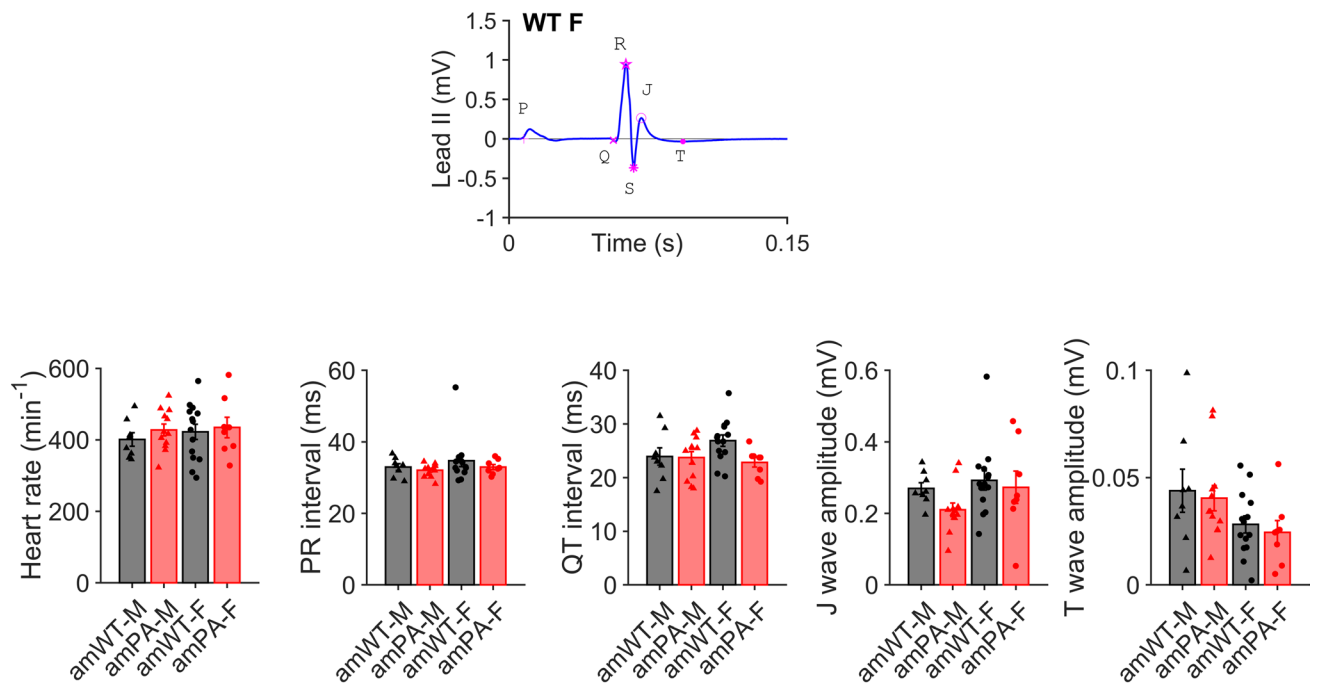 WT F
Lead II (mV)
1.5
1
0.5
0
-0.5
-1
P
Q
R
S
J
T
0
0.15
Time (s)
Heart rate (min⁻¹)
600
400
200
0
amWT-M
amPA-M
amWT-F
amPA-F
PR interval (ms)
60
40
20
0
amWT-M
amPA-M
amWT-F
amPA-F
QT interval (ms)
40
30
20
10
0
amWT-M
amPA-M
amWT-F
amPA-F
J wave amplitude (mV)
0.6
0.4
0.2
0
amWT-M
amPA-M
amWT-F
amPA-F
T wave amplitude (mV)
0.1
0.05
0
amWT-M
amPA-M
amWT-F
amPA-F